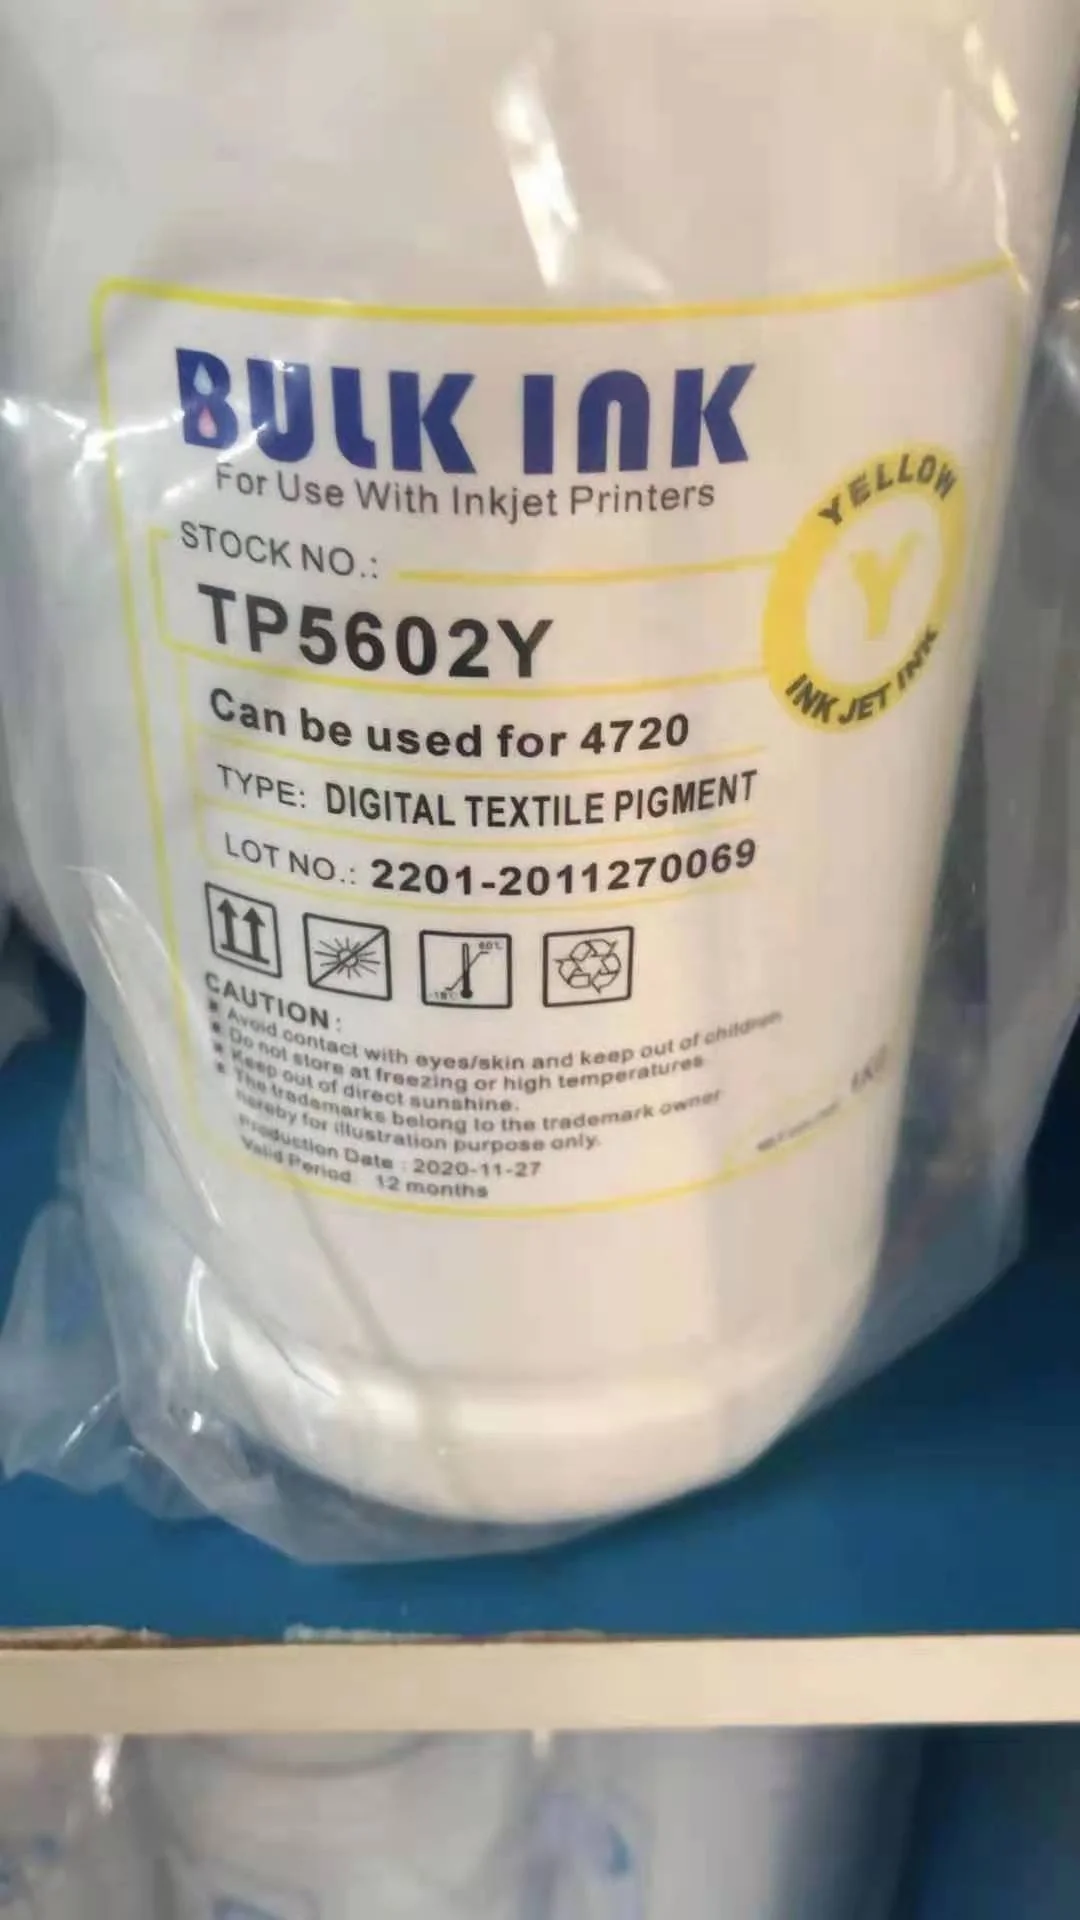 BULK INK
For Use With Inkjet Printers
YELLOW
Y
INK JET INK
STOCK NO.:
TP5602Y
Can be used for 4720
TYPE: DIGITAL TEXTILE PIGMENT
LOT NO.: 2201-2011270069
60℃
CAUTION:
■ Avoid contact with eyes/skin and keep out of children
■ Do not store at freezing or high temperatures
■ Keep out of direct sunshine.
■ The trademarks belong to the trademark owner
hereby for illustration purpose only.
Production Date: 2020-11-27
Valid Period: 12 months